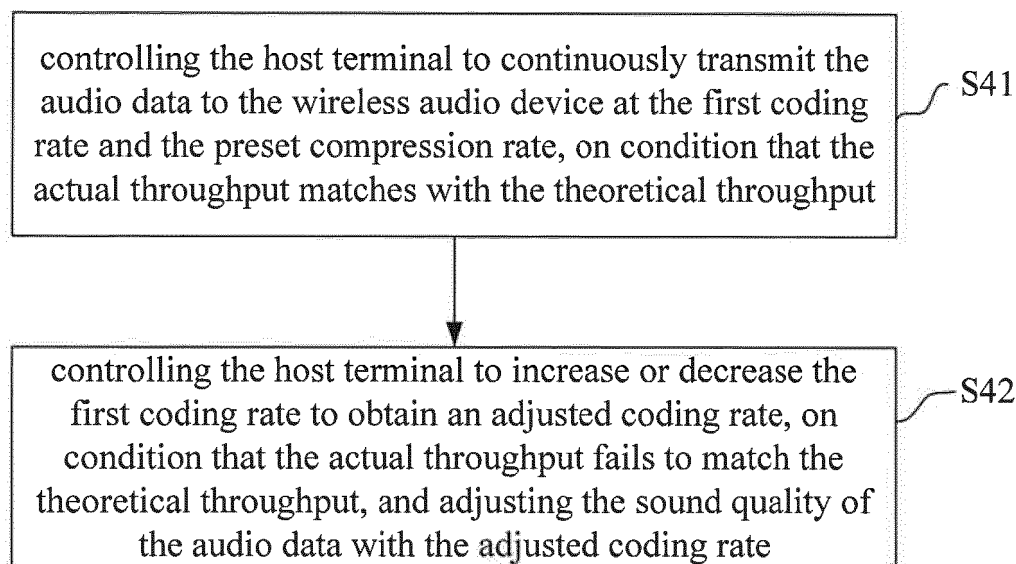 controlling the host terminal to continuously transmit the
audio data to the wireless audio device at the first coding
rate and the preset compression rate, on condition that the
actual throughput matches with the theoretical throughput
S41
controlling the host terminal to increase or decrease the
first coding rate to obtain an adjusted coding rate, on
condition that the actual throughput fails to match the
theoretical throughput, and adjusting the sound quality of
the audio data with the adjusted coding rate
S42